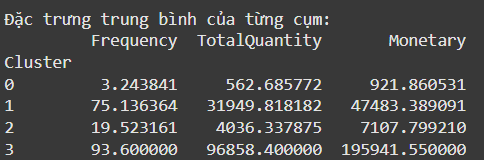 Đặc trưng trung bình của từng cụm:
Frequency TotalQuantity Monetary
Cluster
0 3.243841 562.685772 921.860531
1 75.136364 31949.818182 47483.389091
2 19.523161 4036.337875 7107.799210
3 93.600000 96858.400000 195941.550000